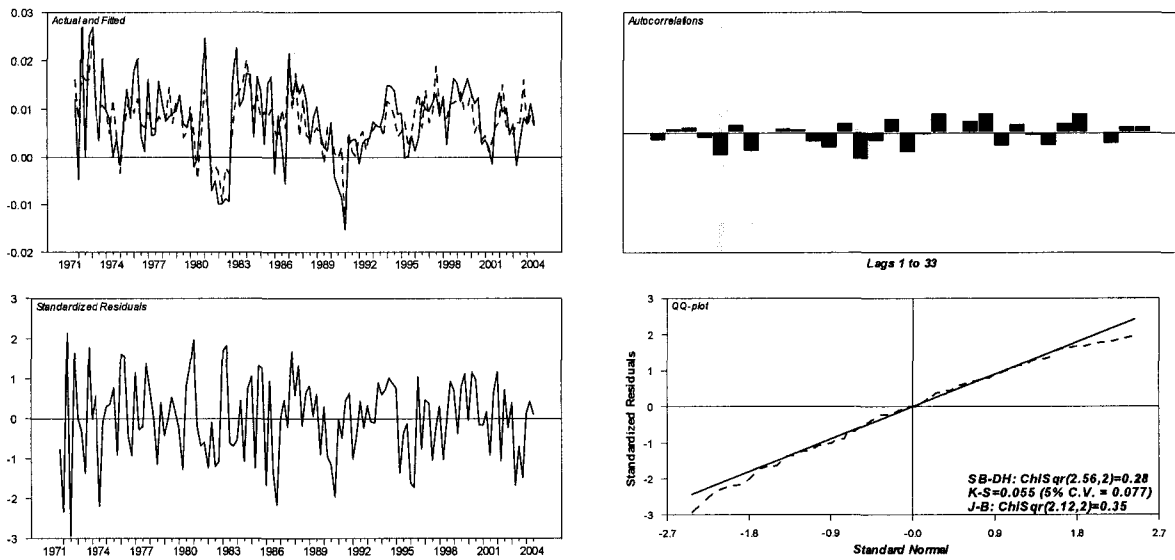 Actual and Fitted
0.03
0.02
0.01
0.00
-0.01
-0.02
1971 1974 1977 1980 1983 1986 1989 1992 1995 1998 2001 2004
Autocorrelations
Lags 1 to 33
Standardized Residuals
3
2
1
0
-1
-2
-3
1971 1974 1977 1980 1983 1986 1989 1992 1995 1998 2001 2004
QQ-plot
Standardized Residuals
3
2
1
0
-1
-2
-3
SB-DH: ChiSqr(2.56,2)=0.28
K-S=0.055 (5% C.V. = 0.077)
J-B: ChiSqr(2.12,2)=0.35
-2.7 -1.8 -0.9 -0.0 0.9 1.8 2.7
Standard Normal